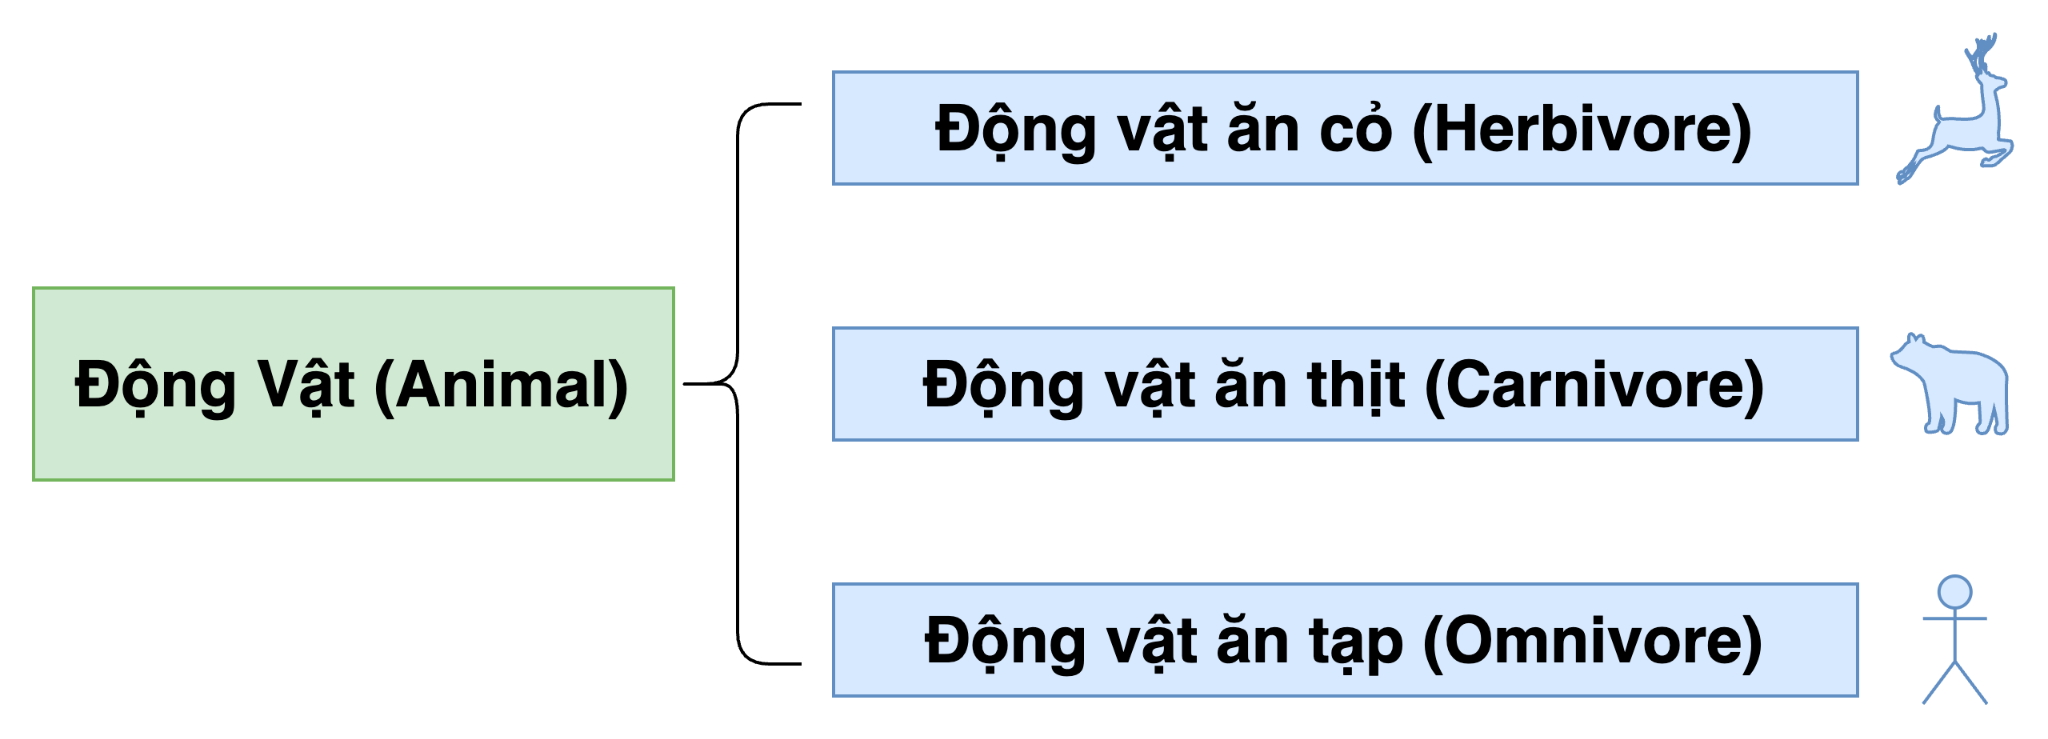 Động vật ăn cỏ (Herbivore)
Động Vật (Animal)
Động vật ăn thịt (Carnivore)
Động vật ăn tạp (Omnivore)